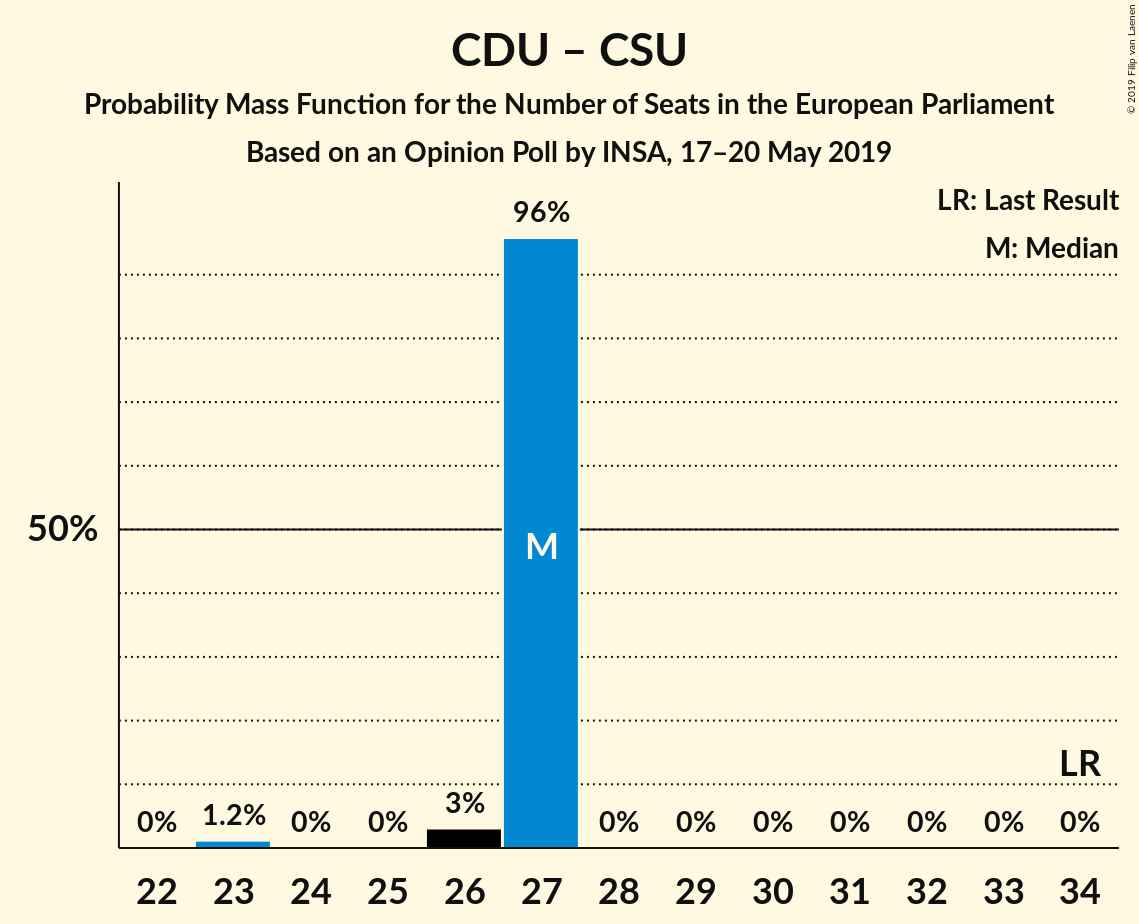 CDU – CSU
Probability Mass Function for the Number of Seats in the European Parliament
Based on an Opinion Poll by INSA, 17–20 May 2019
© 2019 Filip van Laenen
LR: Last Result
M: Median
96%
50%
M
LR
0% 1.2% 0% 0% 3% 0% 0% 0% 0% 0% 0% 0%
22 23 24 25 26 27 28 29 30 31 32 33 34